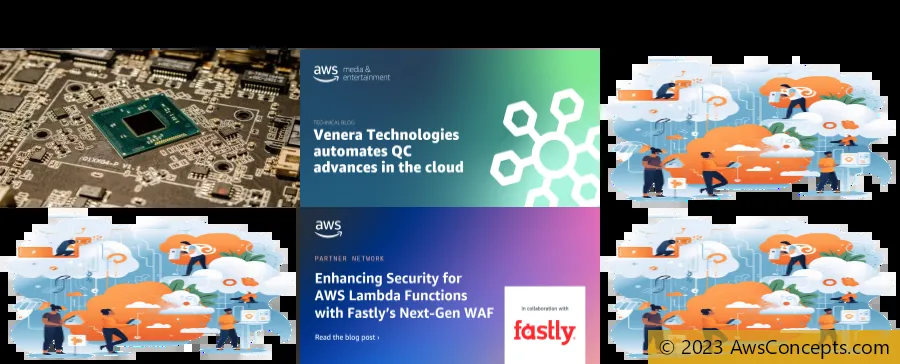 aws media &
entertainment
TECHNICAL BLOG
Venera Technologies
automates QC
advances in the cloud
aws
PARTNER NETWORK
Enhancing Security for
AWS Lambda Functions
with Fastly's Next-Gen WAF
Read the blog post ›
In collaboration with
fastly
© 2023 AwsConcepts.com